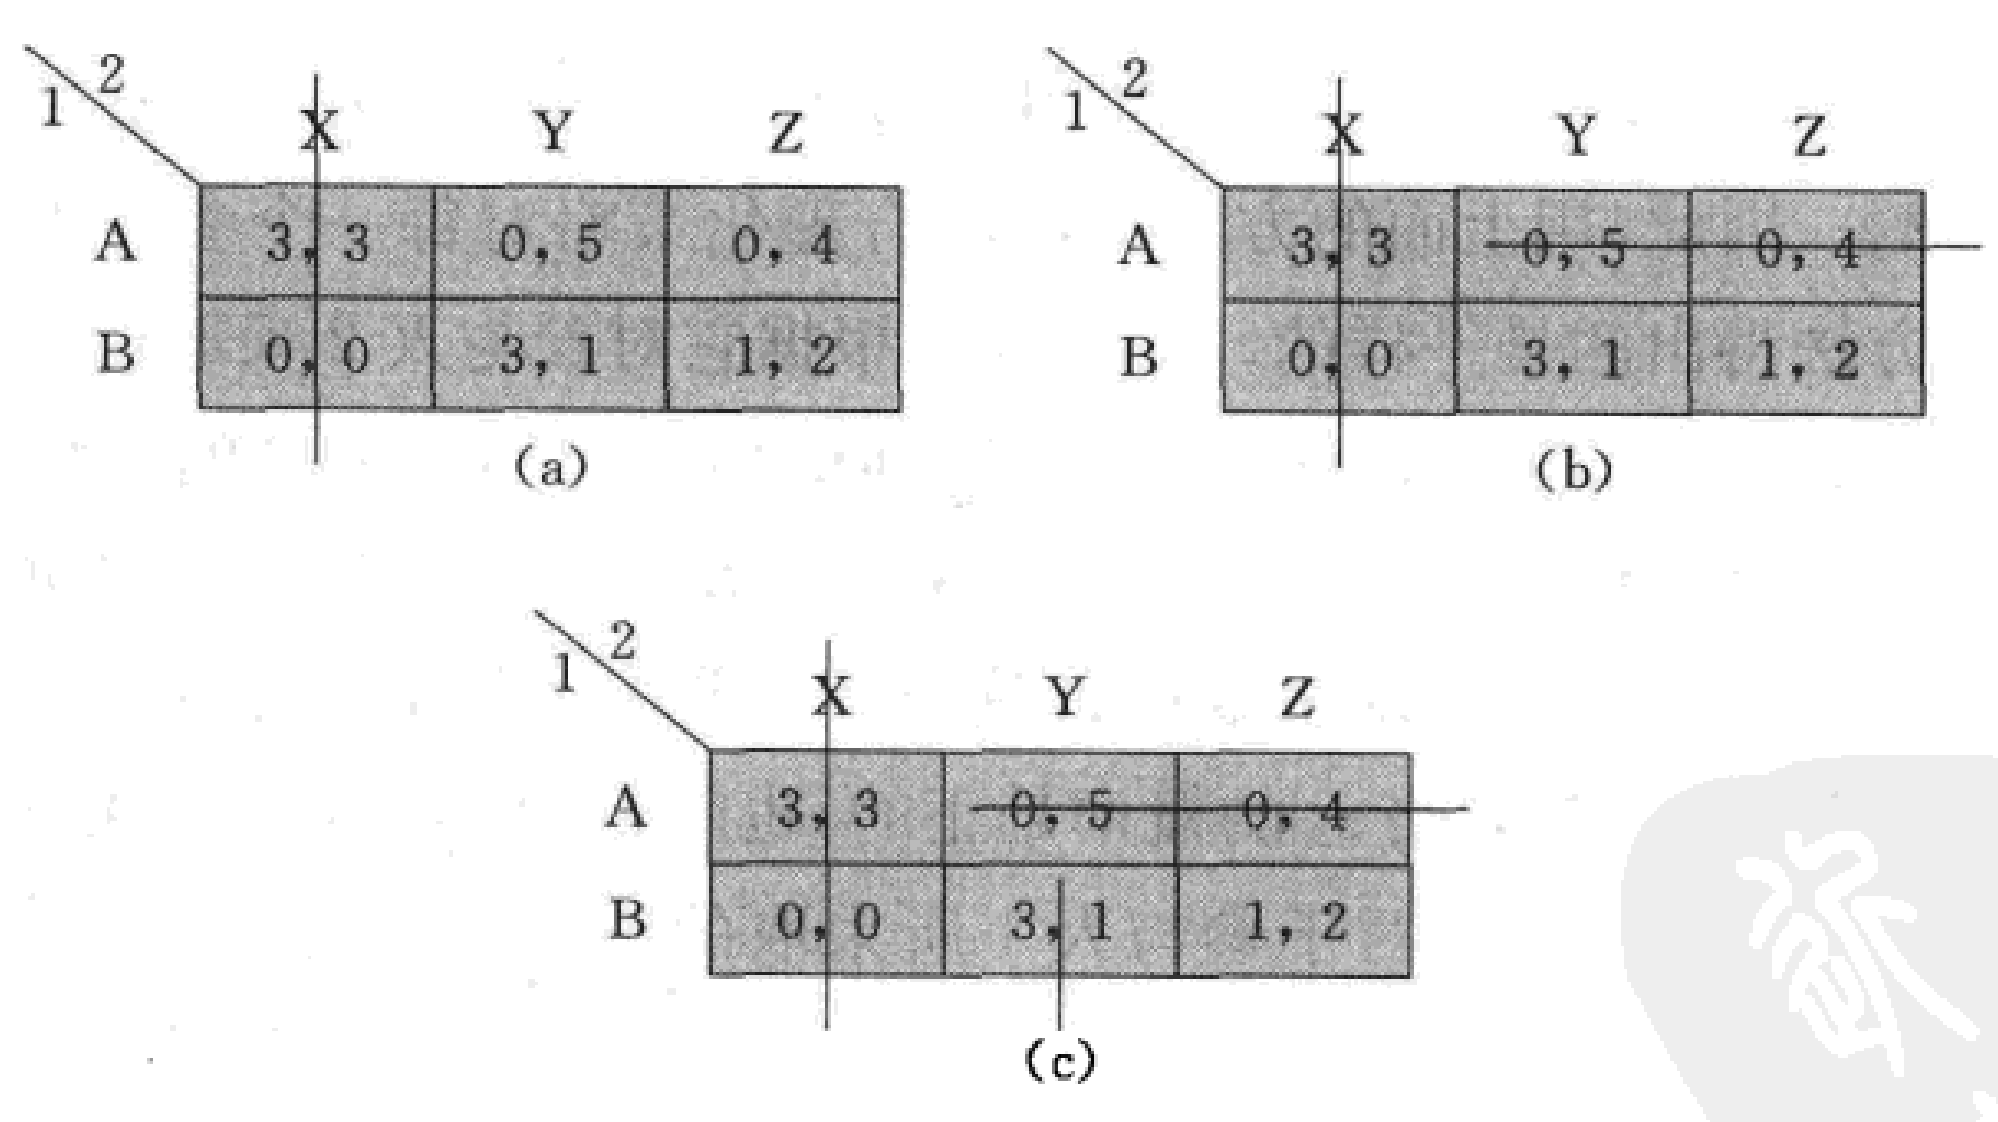 2 2
1 1
X Y Z X Y Z
A 3, 3 0, 5 0, 4 A 3, 3 0, 5 0, 4
B 0, 0 3, 1 1, 2 B 0, 0 3, 1 1, 2
(a) (b)
2
1
X Y Z
A 3, 3 0, 5 0, 4
B 0, 0 3, 1 1, 2
(c)